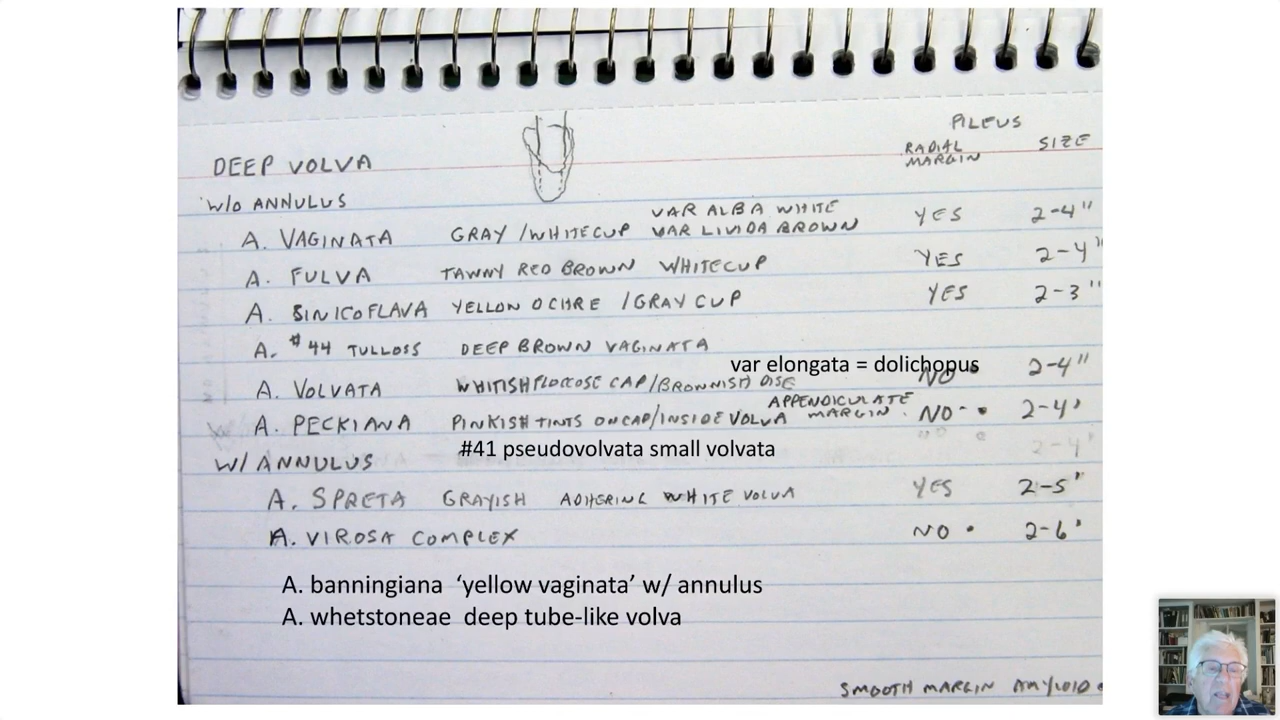 PILEUS
RADIAL MARGIN SIZE
DEEP VOLVA
W/O ANNULUS
VAR ALBA WHITE
A. VAGINATA GRAY/WHITECUP VAR LIVIDA BROWN YES 2-4"
A. FULVA TAWNY RED BROWN WHITECUP YES 2-4"
A. SINICOFLAVA YELLOW OCHRE /GRAY CUP YES 2-3"
A. #44 TULLOSS DEEP BROWN VAGINATA
var elongata = dolichopus
A. VOLVATA WHITISH FLOCCOSE CAP/BROWNISH DISC NO • 2-4"
APPENDICULATE
A. PECKIANA PINKISH TINTS ON CAP/INSIDE VOLVA MARGIN. NO - • 2-4'
#41 pseudovolvata small volvata
W/ ANNULUS
A. SPRETA GRAYISH ADHERING WHITE VOLVA YES 2-5"
A. VIROSA COMPLEX NO • 2-6'
A. banningiana ‘yellow vaginata’ w/ annulus
A. whetstoneae deep tube-like volva
SMOOTH MARGIN AMYLOID •